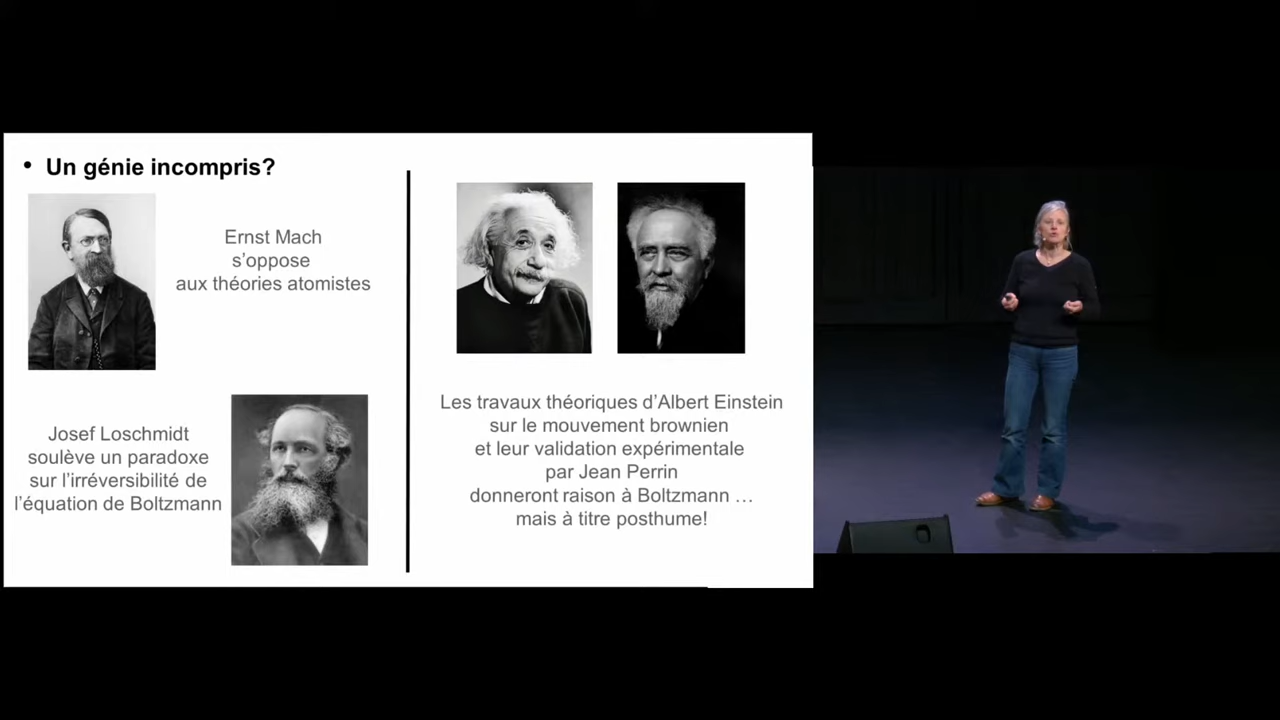 • Un génie incompris?
Ernst Mach
s’oppose
aux théories atomistes
Josef Loschmidt
soulève un paradoxe
sur l’irréversibilité de
l’équation de Boltzmann
Les travaux théoriques d’Albert Einstein
sur le mouvement brownien
et leur validation expérimentale
par Jean Perrin
donneront raison à Boltzmann …
mais à titre posthume!